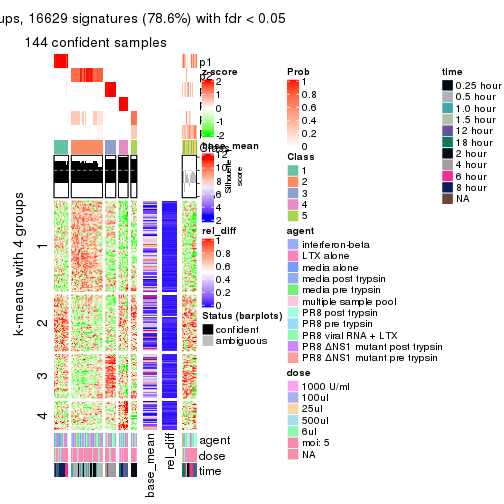 ups, 16629 signatures (78.6%) with fdr < 0.05
144 confident samples
p1
p2
Class
Silhouette
score
k-means with 4 groups
1
2
3
4
base_mean
rel_diff
agent
dose
time
z-score
2
1
0
-1
-2
base_mean
12
10
8
6
4
2
rel_diff
1
0.8
0.6
0.4
0.2
0
Status (barplots)
confident
ambiguous
Prob
1
0.8
0.6
0.4
0.2
0
Class
1
2
3
4
5
agent
interferon-beta
LTX alone
media alone
media post trypsin
media pre trypsin
multiple sample pool
PR8 post trypsin
PR8 pre trypsin
PR8 viral RNA + LTX
PR8 ΔNS1 mutant post trypsin
PR8 ΔNS1 mutant pre trypsin
dose
1000 U/ml
100ul
25ul
500ul
6ul
moi: 5
NA
time
0.25 hour
0.5 hour
1.0 hour
1.5 hour
12 hour
18 hour
2 hour
4 hour
6 hour
8 hour
NA